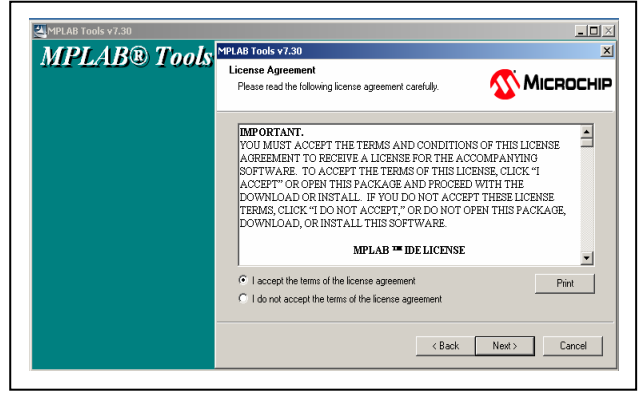 MPLAB Tools v7.30
MPLAB® Tools
MPLAB Tools v7.30
License Agreement
Please read the following license agreement carefully.
MICROCHIP
IMPORTANT.
YOU MUST ACCEPT THE TERMS AND CONDITIONS OF THIS LICENSE
AGREEMENT TO RECEIVE A LICENSE FOR THE ACCOMPANYING
SOFTWARE. TO ACCEPT THE TERMS OF THIS LICENSE, CLICK “I
ACCEPT” OR OPEN THIS PACKAGE AND PROCEED WITH THE
DOWNLOAD OR INSTALL. IF YOU DO NOT ACCEPT THESE LICENSE
TERMS, CLICK “I DO NOT ACCEPT,” OR DO NOT OPEN THIS PACKAGE,
DOWNLOAD, OR INSTALL THIS SOFTWARE.
MPLAB ™ IDE LICENSE
I accept the terms of the license agreement
Print
I do not accept the terms of the license agreement
< Back
Next >
Cancel